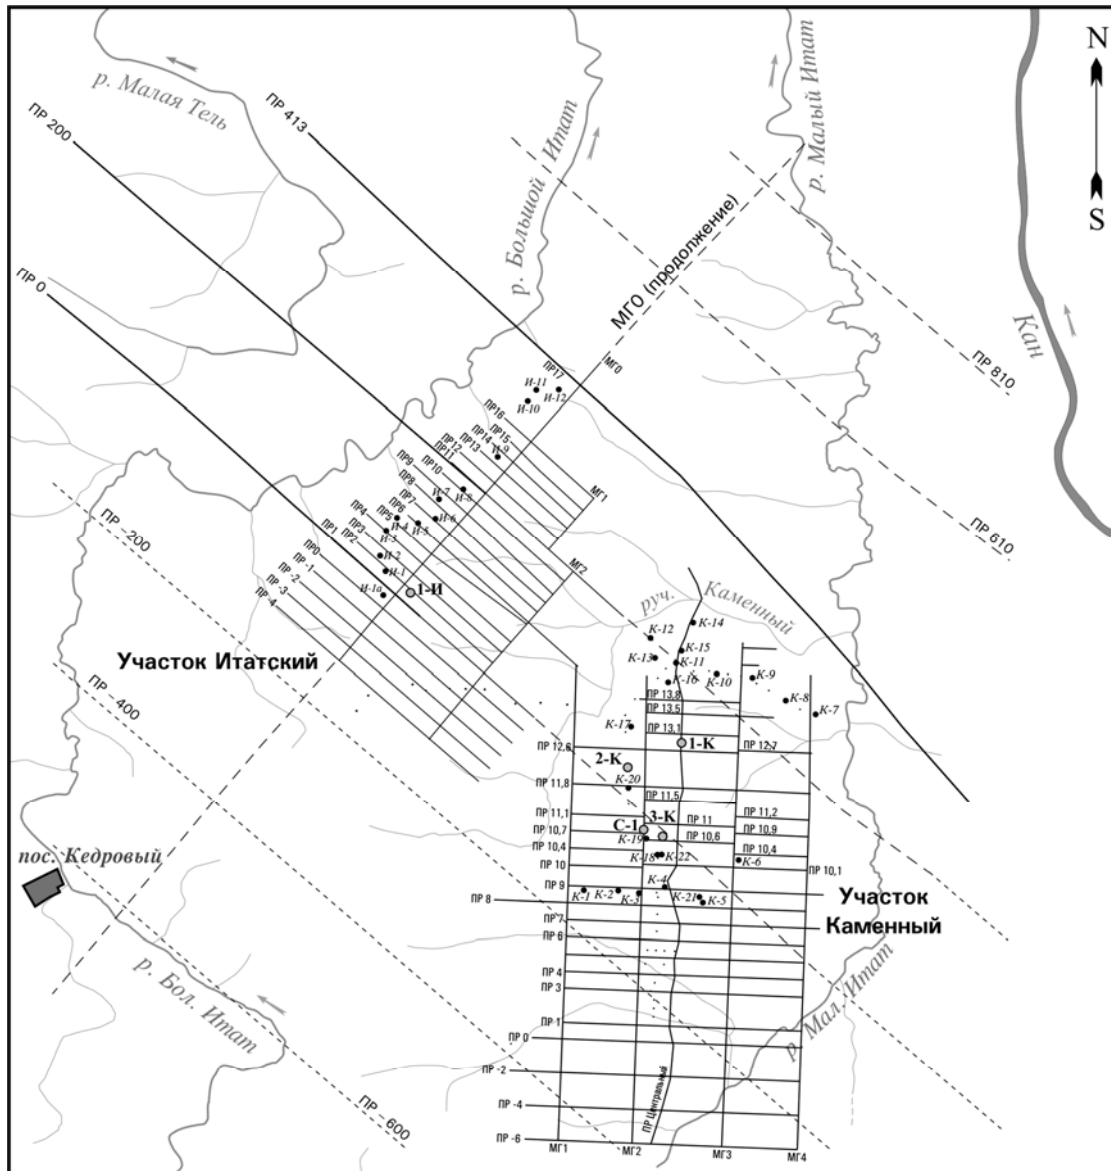 N
S
р. Малая Тель
ПР 413
ПР 200
ПР 0
р. Большой Итат
р. Малый Итат
МГО (продолжение)
Кан
ПР 810
ПР 610
МГ0
ПР17
И-11
И-12
И-10
ПР16
ПР15
ПР14
ПР13
И-9
ПР12
ПР11
ПР10
ПР9
ПР8
ПР7
ПР6
ПР5
ПР4
ПР3
ПР2
ПР1
ПР0
ПР -1
ПР -2
ПР -3
ПР -4
И-7
И-8
И-6
И-5
И-4
И-3
И-2
И-1
И-1а
1-И
МГ1
МГ2
ПР -200
ПР -400
ПР -600
Участок Итатский
руч. Каменный
К-12
К-14
К-15
К-13
К-11
К-16
К-10
К-9
К-8
К-7
К-17
ПР 13,8
ПР 13,5
ПР 13,1
1-К
ПР 12,6
ПР 12,7
2-К
К-20
ПР 11,8
ПР 11,5
ПР 11,1
3-К
ПР 11
ПР 11,2
С-1
ПР 10,7
ПР 10,6
ПР 10,9
К-19
ПР 10,4
ПР 10,4
К-18
К-22
К-6
ПР 10
ПР 10,1
пос. Кедровый
К-4
ПР 9
К-1
К-2
К-3
К-21
К-5
ПР 8
Участок
Каменный
ПР 7
ПР 6
ПР 4
ПР 3
ПР 1
ПР 0
ПР -2
ПР -4
ПР -6
р. Бол. Итат
р. Мал. Итат
ПР Центральный
МГ1
МГ2
МГ3
МГ4